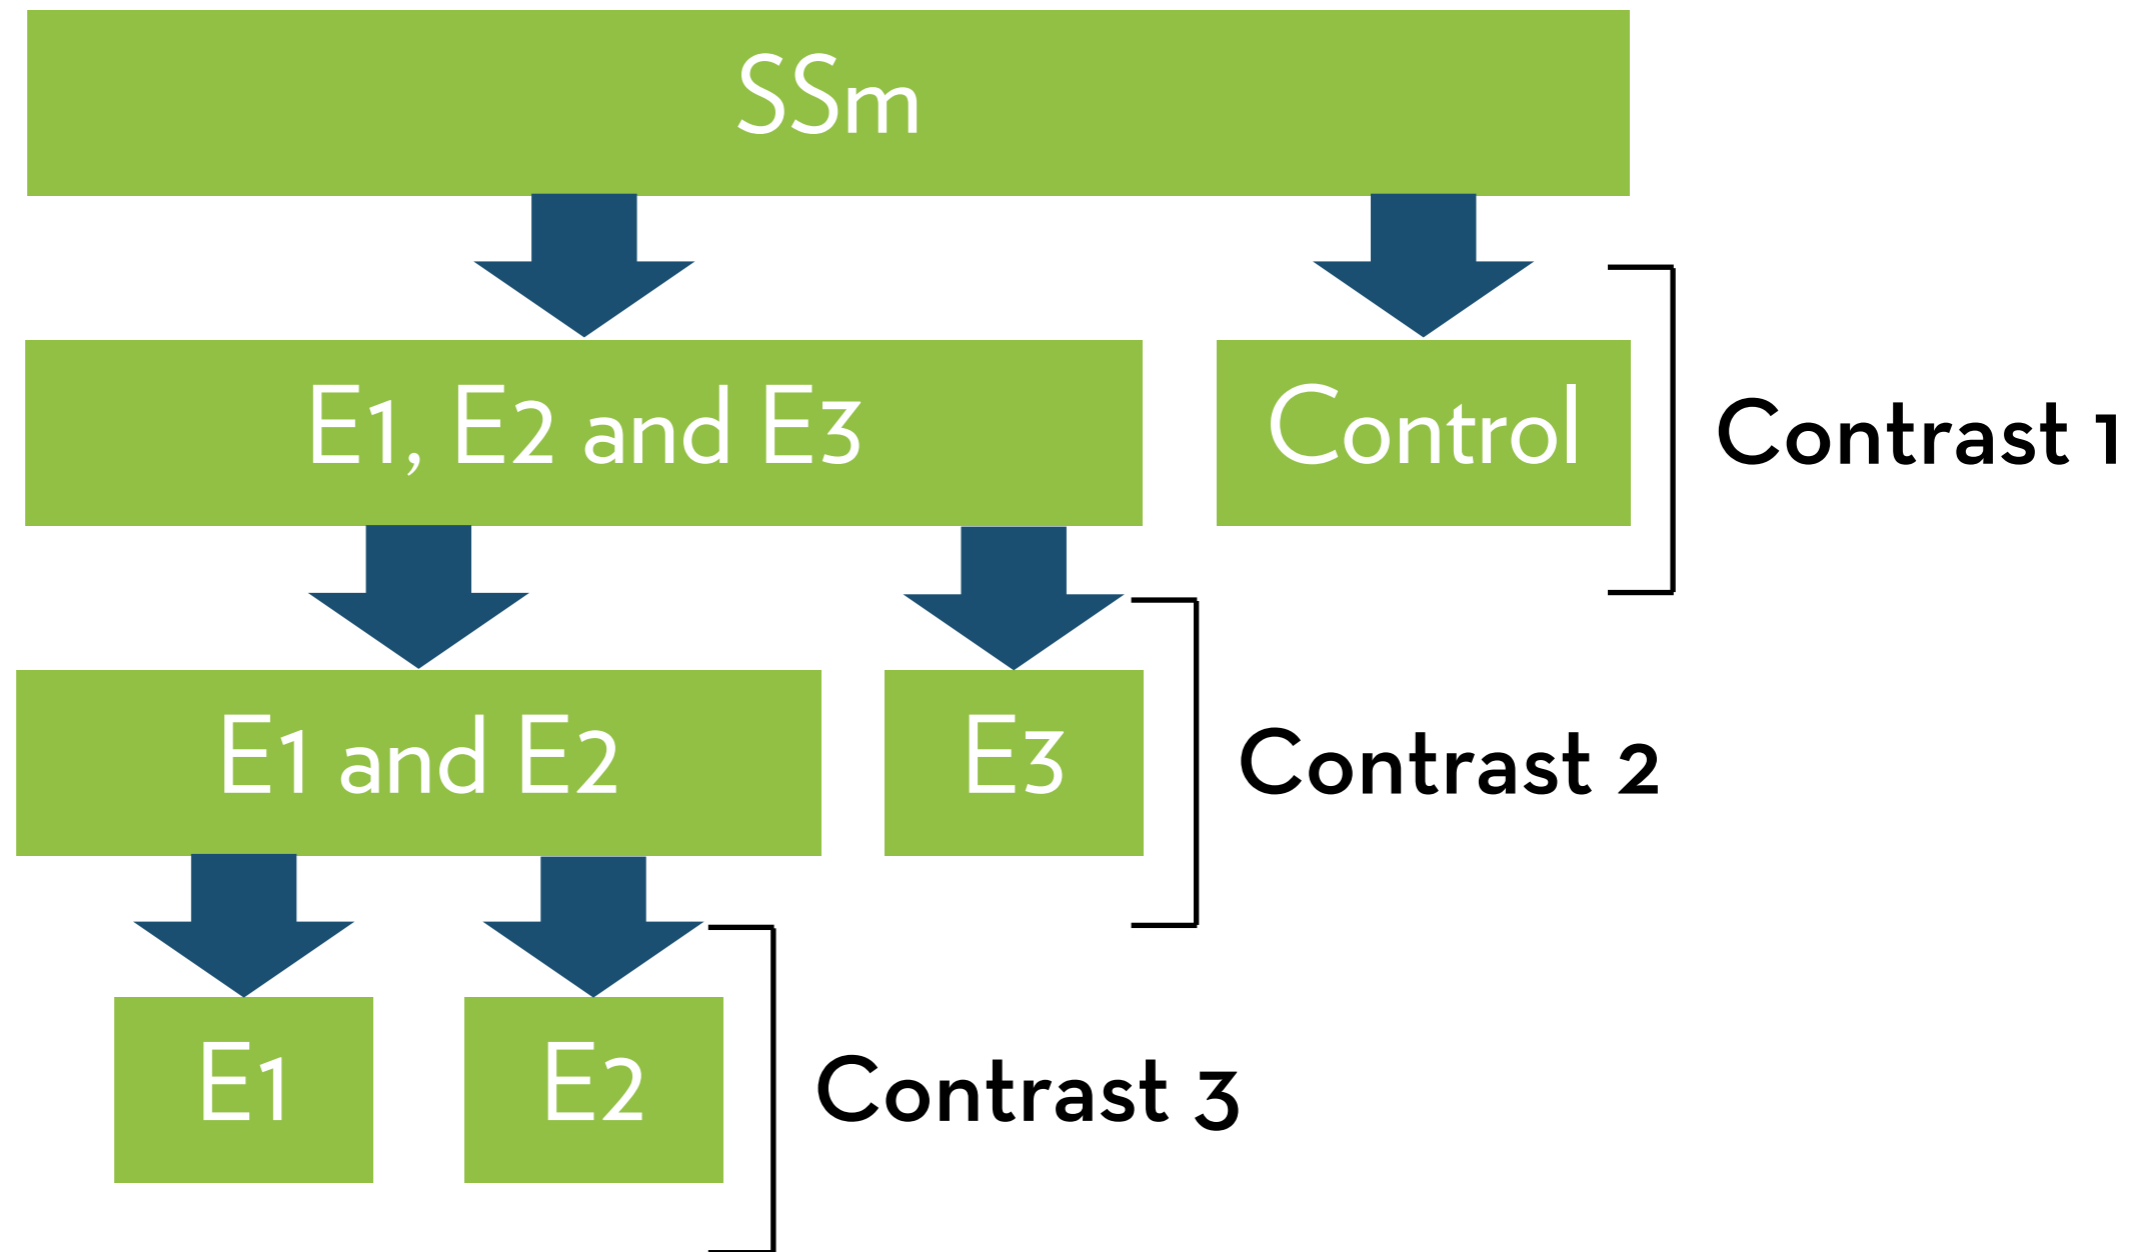 SSm
E1, E2 and E3
Control
Contrast 1
E1 and E2
E3
Contrast 2
E1
E2
Contrast 3